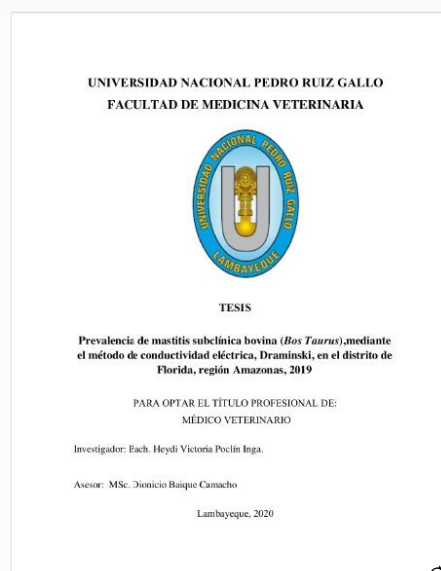 UNIVERSIDAD NACIONAL PEDRO RUIZ GALLO
FACULTAD DE MEDICINA VETERINARIA
UNIVERSIDAD NACIONAL PEDRO RUIZ GALLO
LAMBAYEQUE
TESIS
Prevalencia de mastitis subclínica bovina (Bos Taurus),mediante
el método de conductividad eléctrica, Draminski, en el distrito de
Florida, región Amazonas, 2019
PARA OPTAR EL TÍTULO PROFESIONAL DE:
MÉDICO VETERINARIO
Investigador: Bach. Heydi Victoria Poclín Inga.
Asesor: MSc. Dionicio Baique Camacho
Lambayeque, 2020